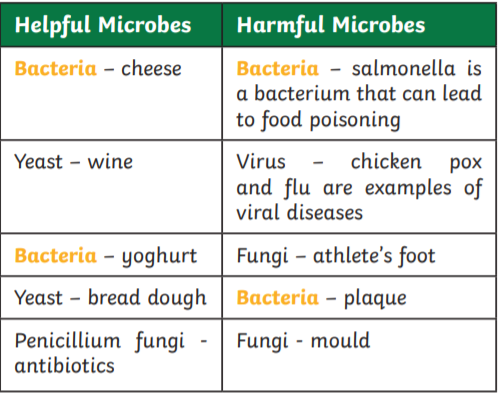 Helpful Microbes
Harmful Microbes
Bacteria – cheese
Bacteria – salmonella is
a bacterium that can lead
to food poisoning
Yeast – wine
Virus – chicken pox
and flu are examples of
viral diseases
Bacteria – yoghurt
Fungi – athlete's foot
Yeast – bread dough
Bacteria – plaque
Penicillium fungi -
antibiotics
Fungi - mould